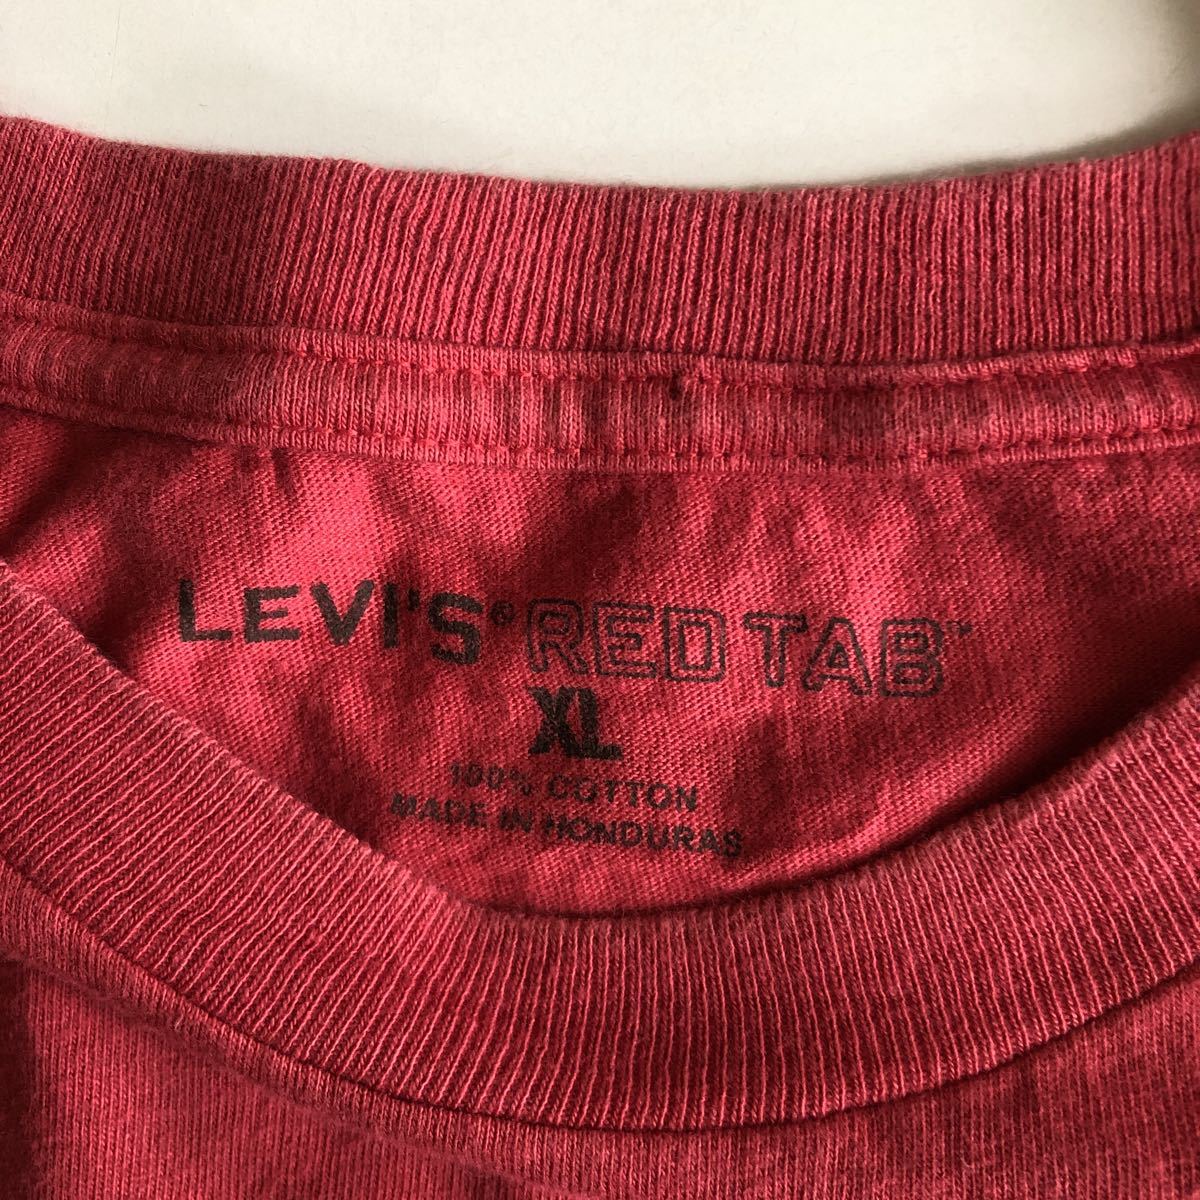 LEVI'S® RED TAB™
XL
100% COTTON
MADE IN HONDURAS